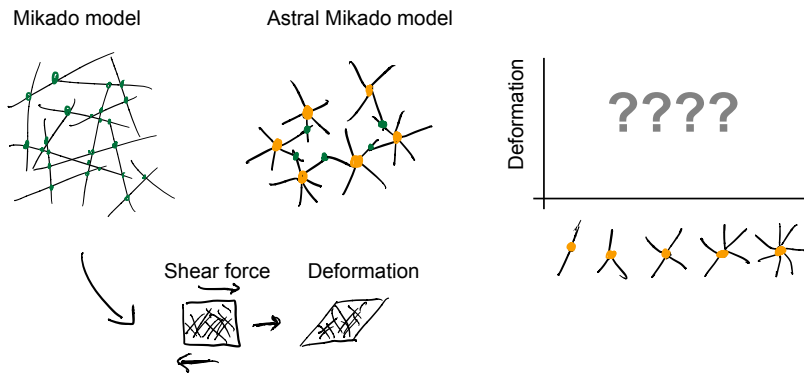 Mikado model
Astral Mikado model
Deformation
????
Shear force
Deformation